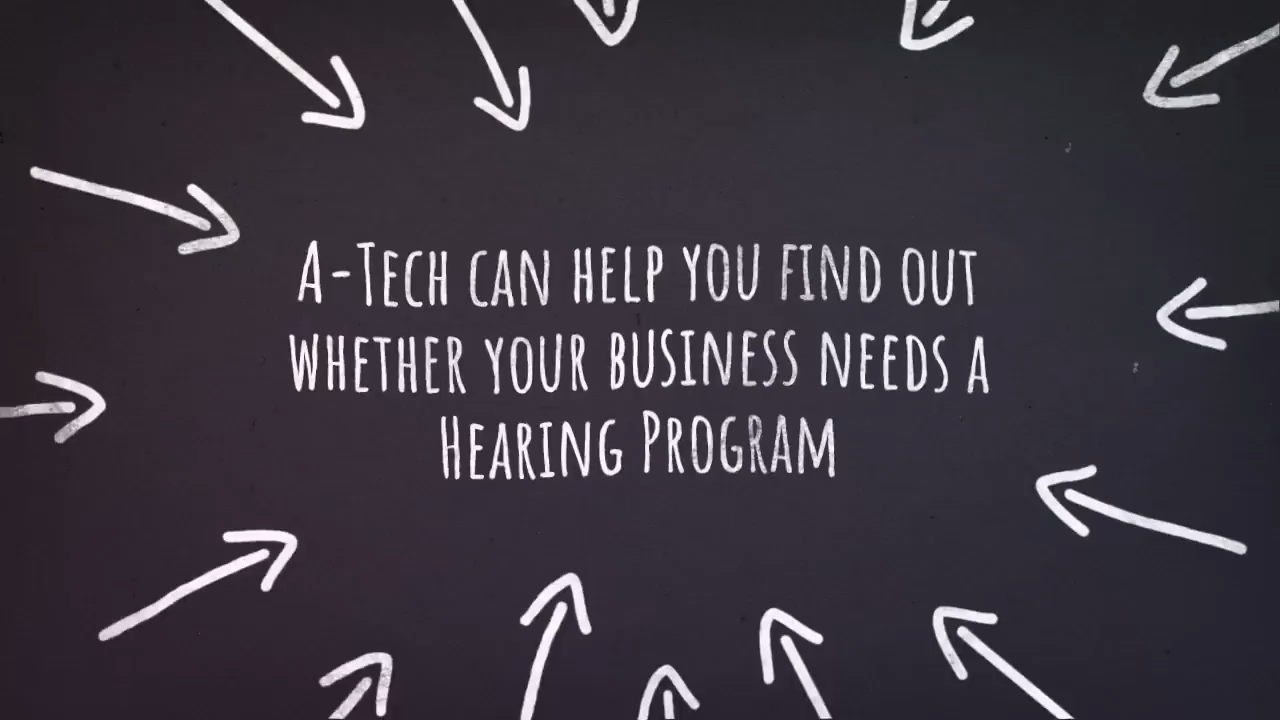 A-Tech can help you find out
whether your business needs a
Hearing Program